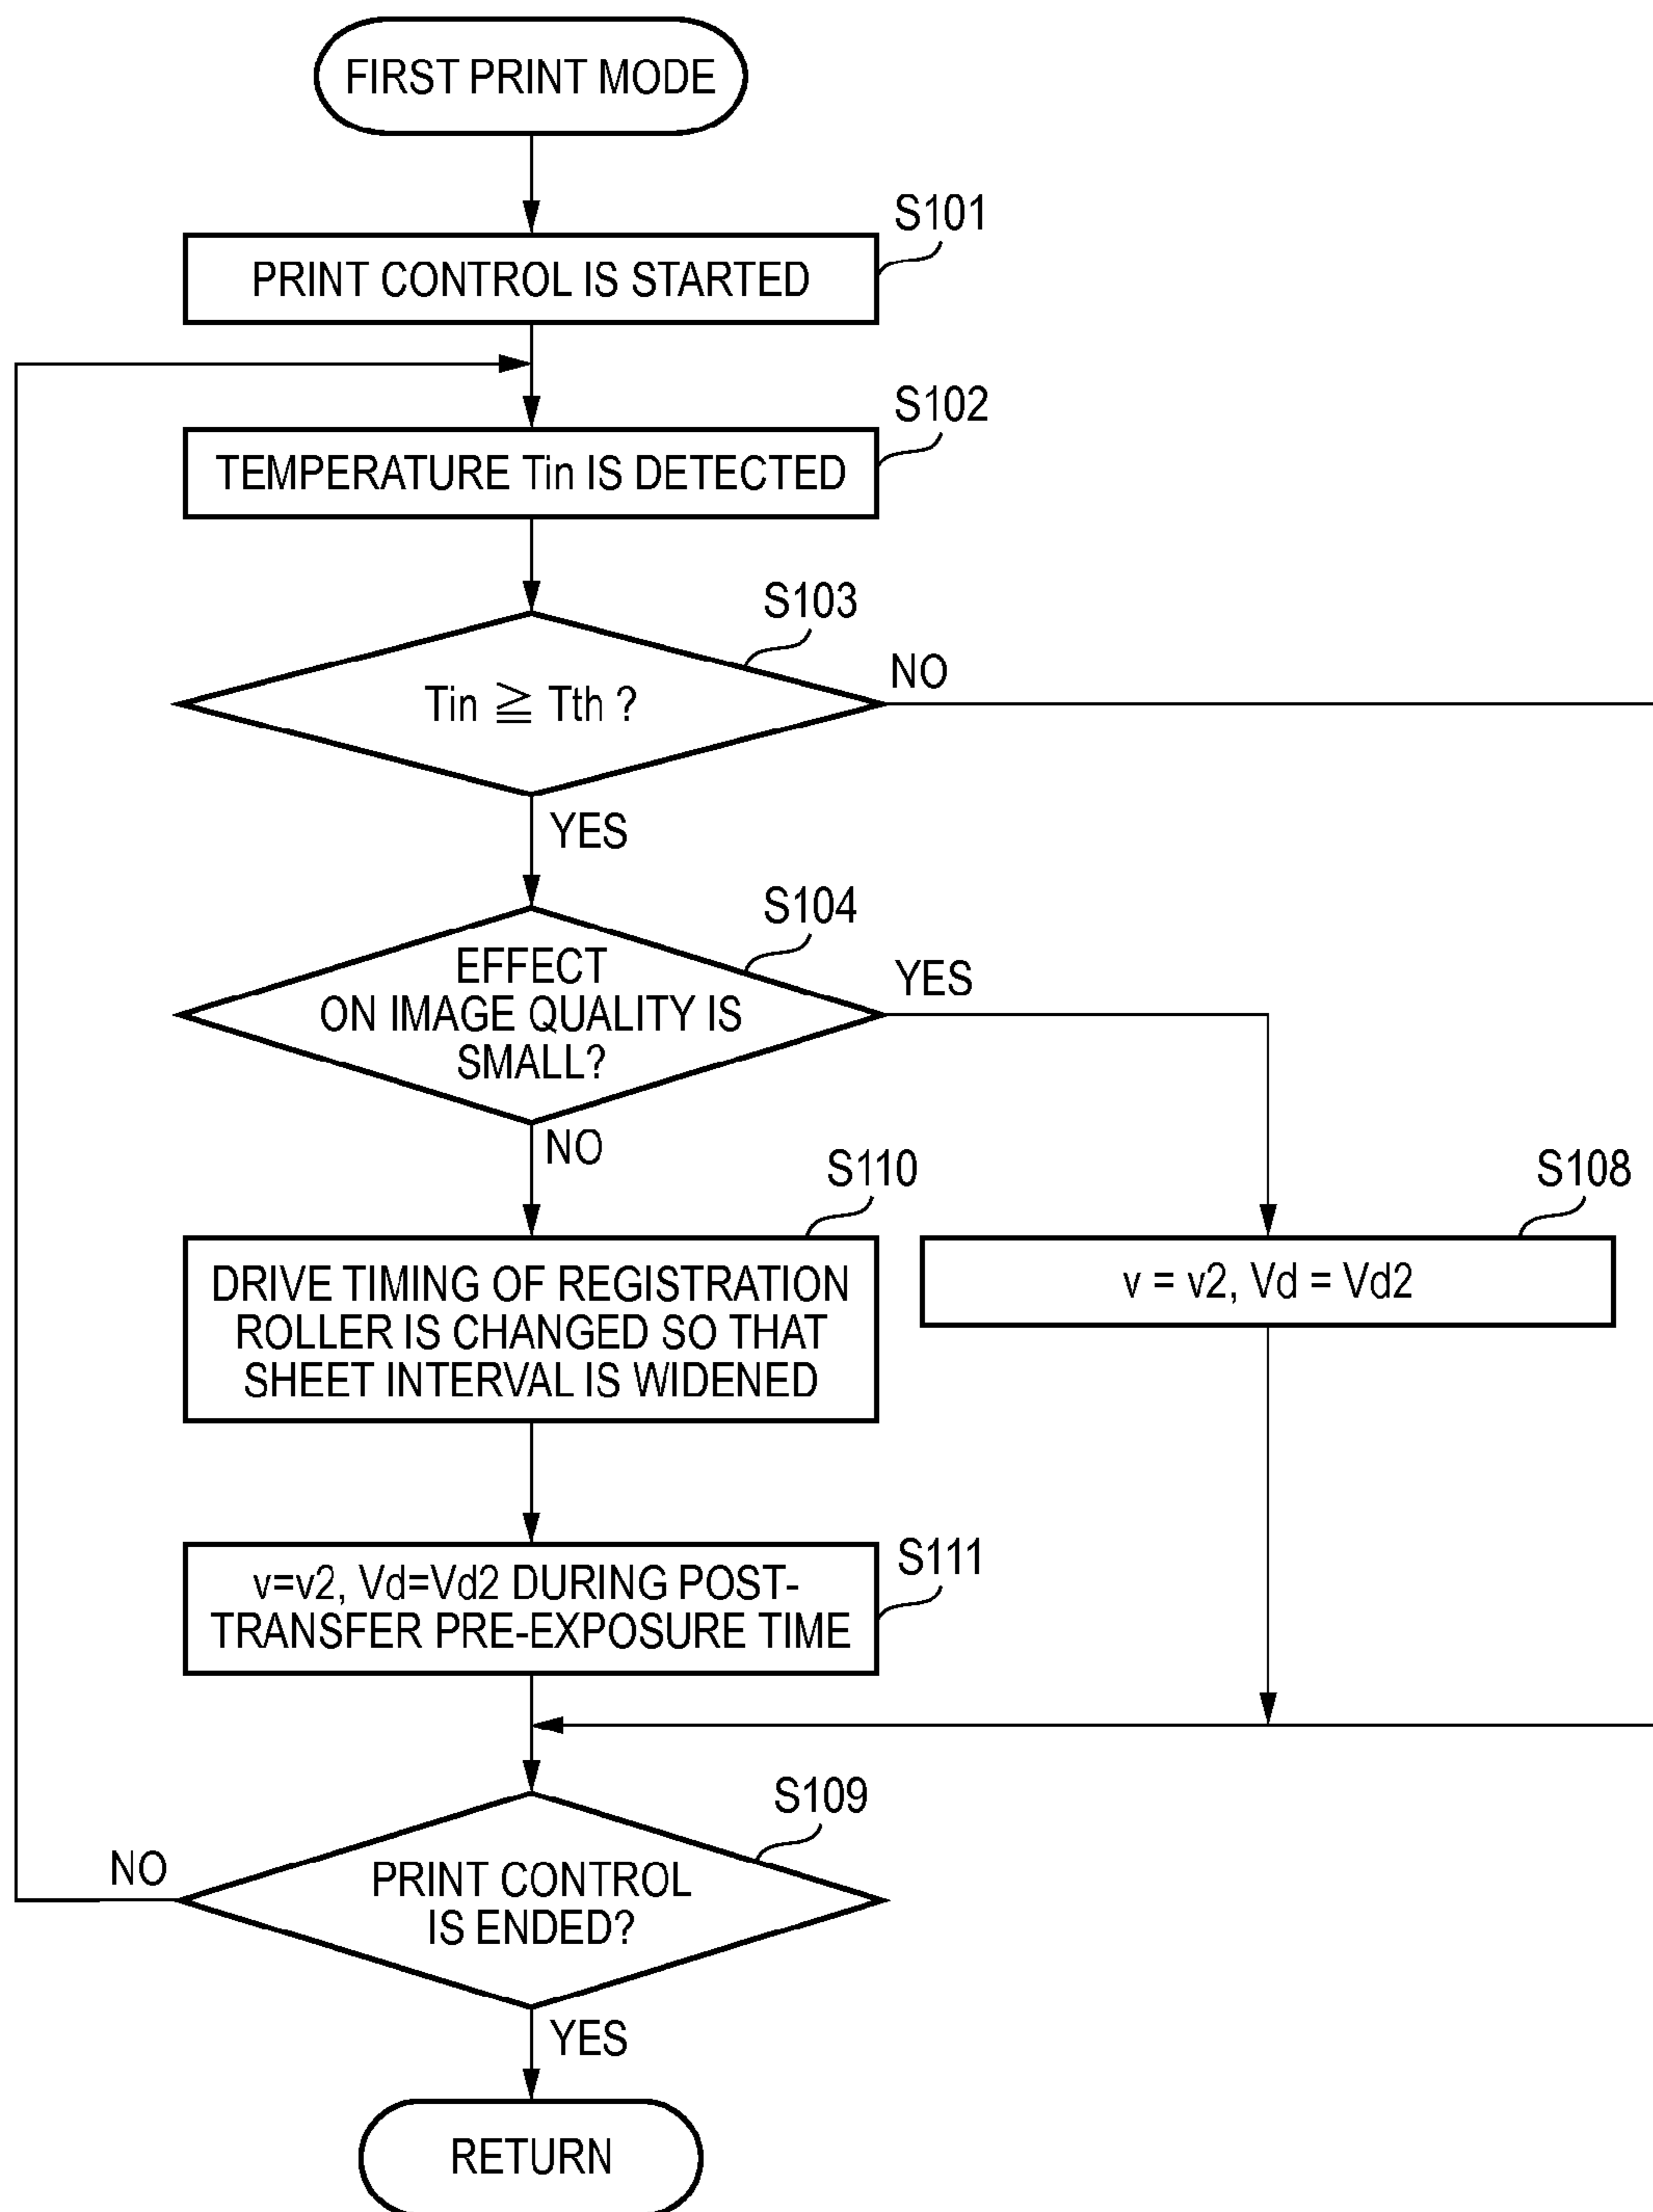 FIRST PRINT MODE
S101
PRINT CONTROL IS STARTED
S102
TEMPERATURE Tin IS DETECTED
S103
Tin ≧ Tth ?
NO
YES
S104
EFFECT
ON IMAGE QUALITY IS
SMALL?
YES
NO
S110
DRIVE TIMING OF REGISTRATION
ROLLER IS CHANGED SO THAT
SHEET INTERVAL IS WIDENED
S108
v = v2, Vd = Vd2
S111
v=v2, Vd=Vd2 DURING POST-
TRANSFER PRE-EXPOSURE TIME
S109
PRINT CONTROL
IS ENDED?
NO
YES
RETURN